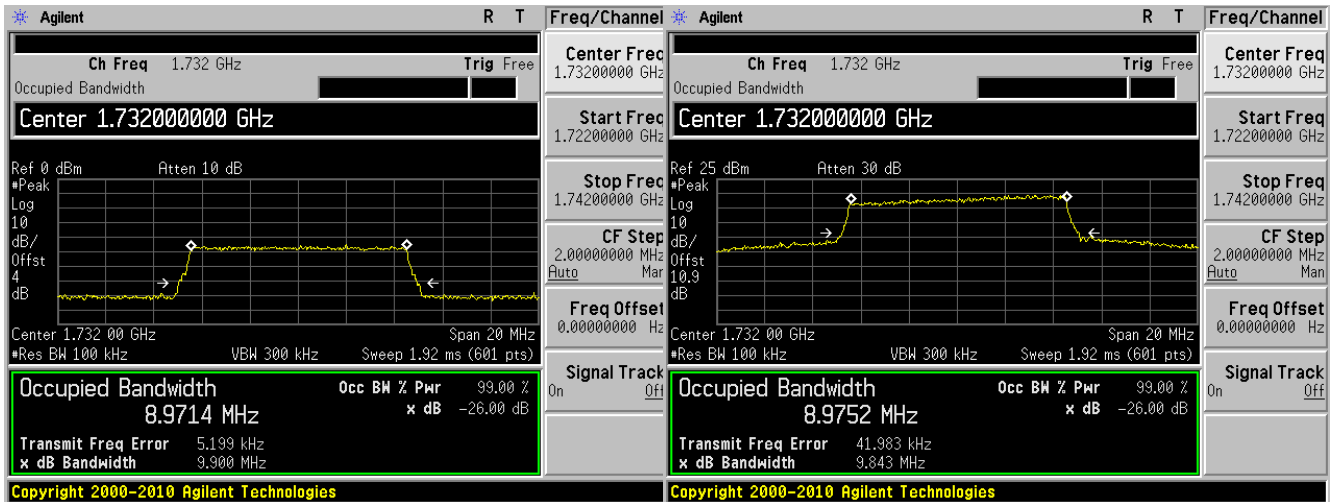 Agilent R T
Ch Freq 1.732 GHz Trig Free
Occupied Bandwidth
Center 1.732000000 GHz
Ref 0 dBm Atten 10 dB
#Peak
Log
10
dB/
Offst
4
dB
Center 1.732 00 GHz Span 20 MHz
#Res BW 100 kHz VBW 300 kHz Sweep 1.92 ms (601 pts)
Occupied Bandwidth Occ BW % Pwr 99.00 %
8.9714 MHz x dB -26.00 dB
Transmit Freq Error 5.199 kHz
x dB Bandwidth 9.900 MHz
Copyright 2000-2010 Agilent Technologies
Freq/Channel
Center Freq
1.73200000 GHz
Start Freq
1.72200000 GHz
Stop Freq
1.74200000 GHz
CF Step
2.00000000 MHz
Auto Man
Freq Offset
0.00000000 Hz
Signal Track
On Off
Agilent R T
Ch Freq 1.732 GHz Trig Free
Occupied Bandwidth
Center 1.732000000 GHz
Ref 25 dBm Atten 30 dB
#Peak
Log
10
dB/
Offst
10.9
dB
Center 1.732 00 GHz Span 20 MHz
#Res BW 100 kHz VBW 300 kHz Sweep 1.92 ms (601 pts)
Occupied Bandwidth Occ BW % Pwr 99.00 %
8.9752 MHz x dB -26.00 dB
Transmit Freq Error 41.983 kHz
x dB Bandwidth 9.843 MHz
Copyright 2000-2010 Agilent Technologies
Freq/Channel
Center Freq
1.73200000 GHz
Start Freq
1.72200000 GHz
Stop Freq
1.74200000 GHz
CF Step
2.00000000 MHz
Auto Man
Freq Offset
0.00000000 Hz
Signal Track
On Off